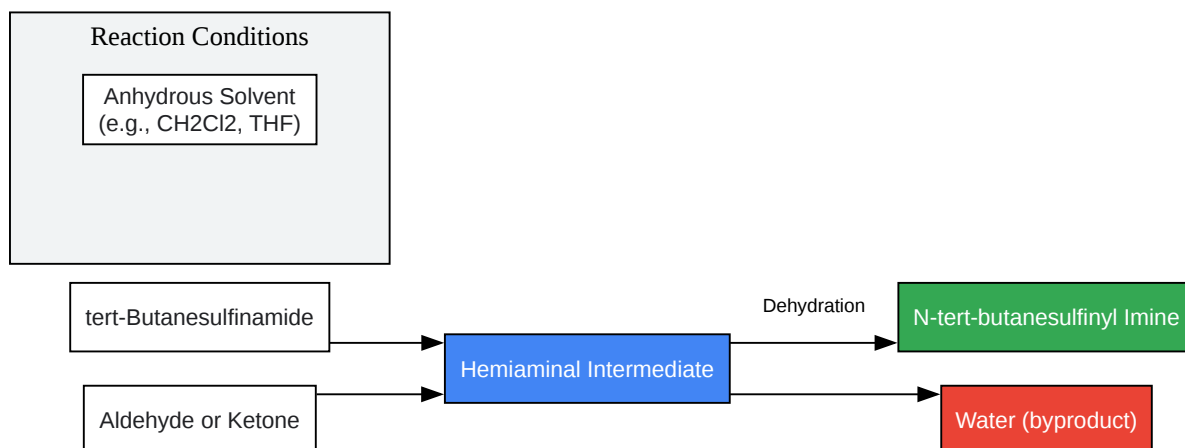 Reaction Conditions
Anhydrous Solvent
(e.g., CH2Cl2, THF)
tert-Butanesulfinamide
Aldehyde or Ketone
Hemiaminal Intermediate
Dehydration
N-tert-butanesulfinyl Imine
Water (byproduct)